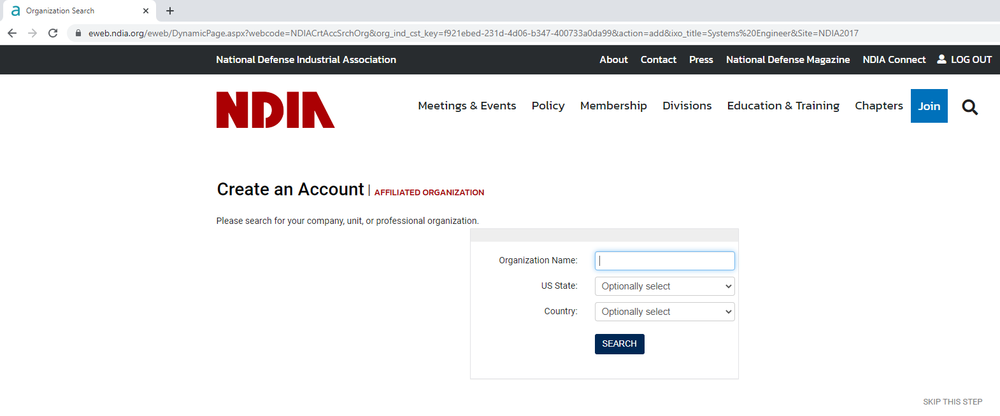 Organization Search
eweb.ndia.org/eweb/DynamicPage.aspx?webcode=NDIACrtAccSrchOrg&org_ind_cst_key=f921ebed-231d-4d06-b347-400733a0da99&action=add&ixo_title=Systems%20Engineer&Site=NDIA2017
National Defense Industrial Association About Contact Press National Defense Magazine NDIA Connect LOG OUT
NDIA Meetings & Events Policy Membership Divisions Education & Training Chapters Join
Create an Account | AFFILIATED ORGANIZATION
Please search for your company, unit, or professional organization.
Organization Name:
US State: Optionally select
Country: Optionally select
SEARCH
SKIP THIS STEP